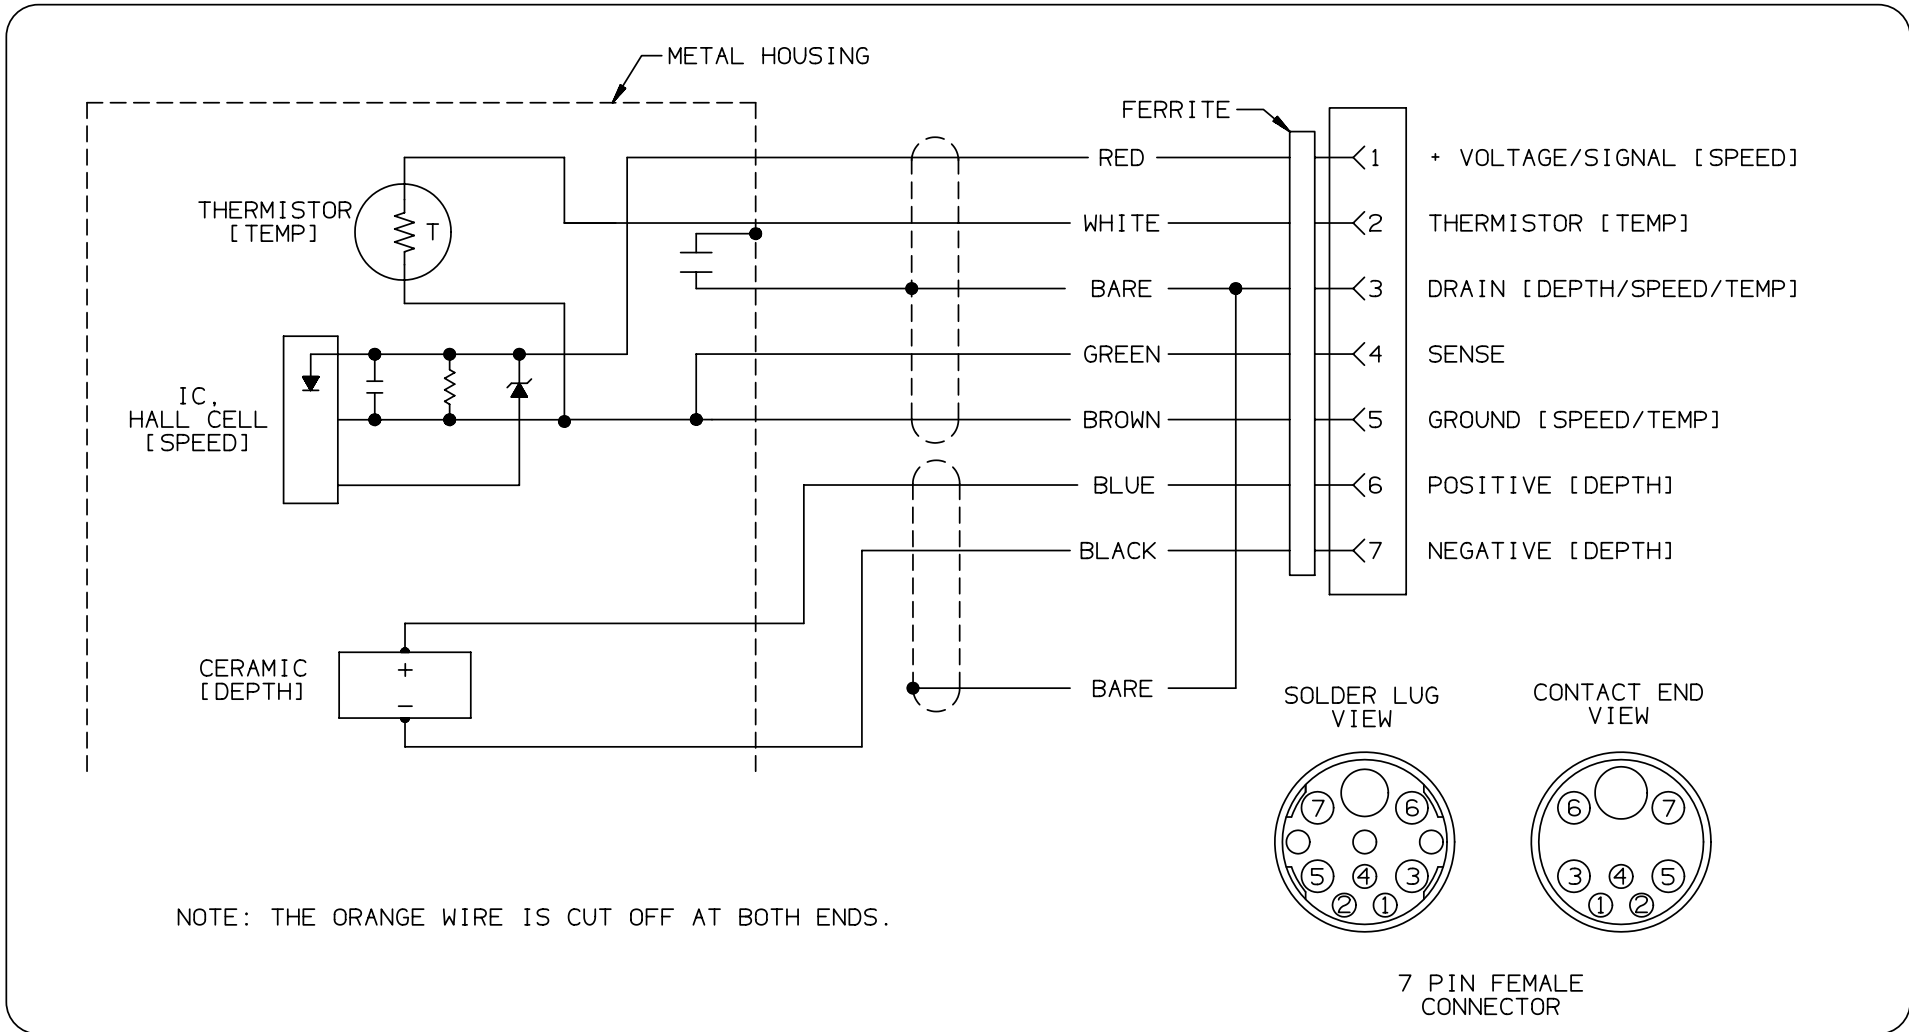 METAL HOUSING
FERRITE
RED
1
+ VOLTAGE/SIGNAL [SPEED]
THERMISTOR
[TEMP]
T
WHITE
2
THERMISTOR [TEMP]
BARE
3
DRAIN [DEPTH/SPEED/TEMP]
GREEN
4
SENSE
IC,
HALL CELL
[SPEED]
BROWN
5
GROUND [SPEED/TEMP]
BLUE
6
POSITIVE [DEPTH]
BLACK
7
NEGATIVE [DEPTH]
CERAMIC
[DEPTH]
+
–
BARE
SOLDER LUG
VIEW
7 6
5 4 3
2 1
CONTACT END
VIEW
6 7
3 4 5
1 2
NOTE: THE ORANGE WIRE IS CUT OFF AT BOTH ENDS.
7 PIN FEMALE
CONNECTOR